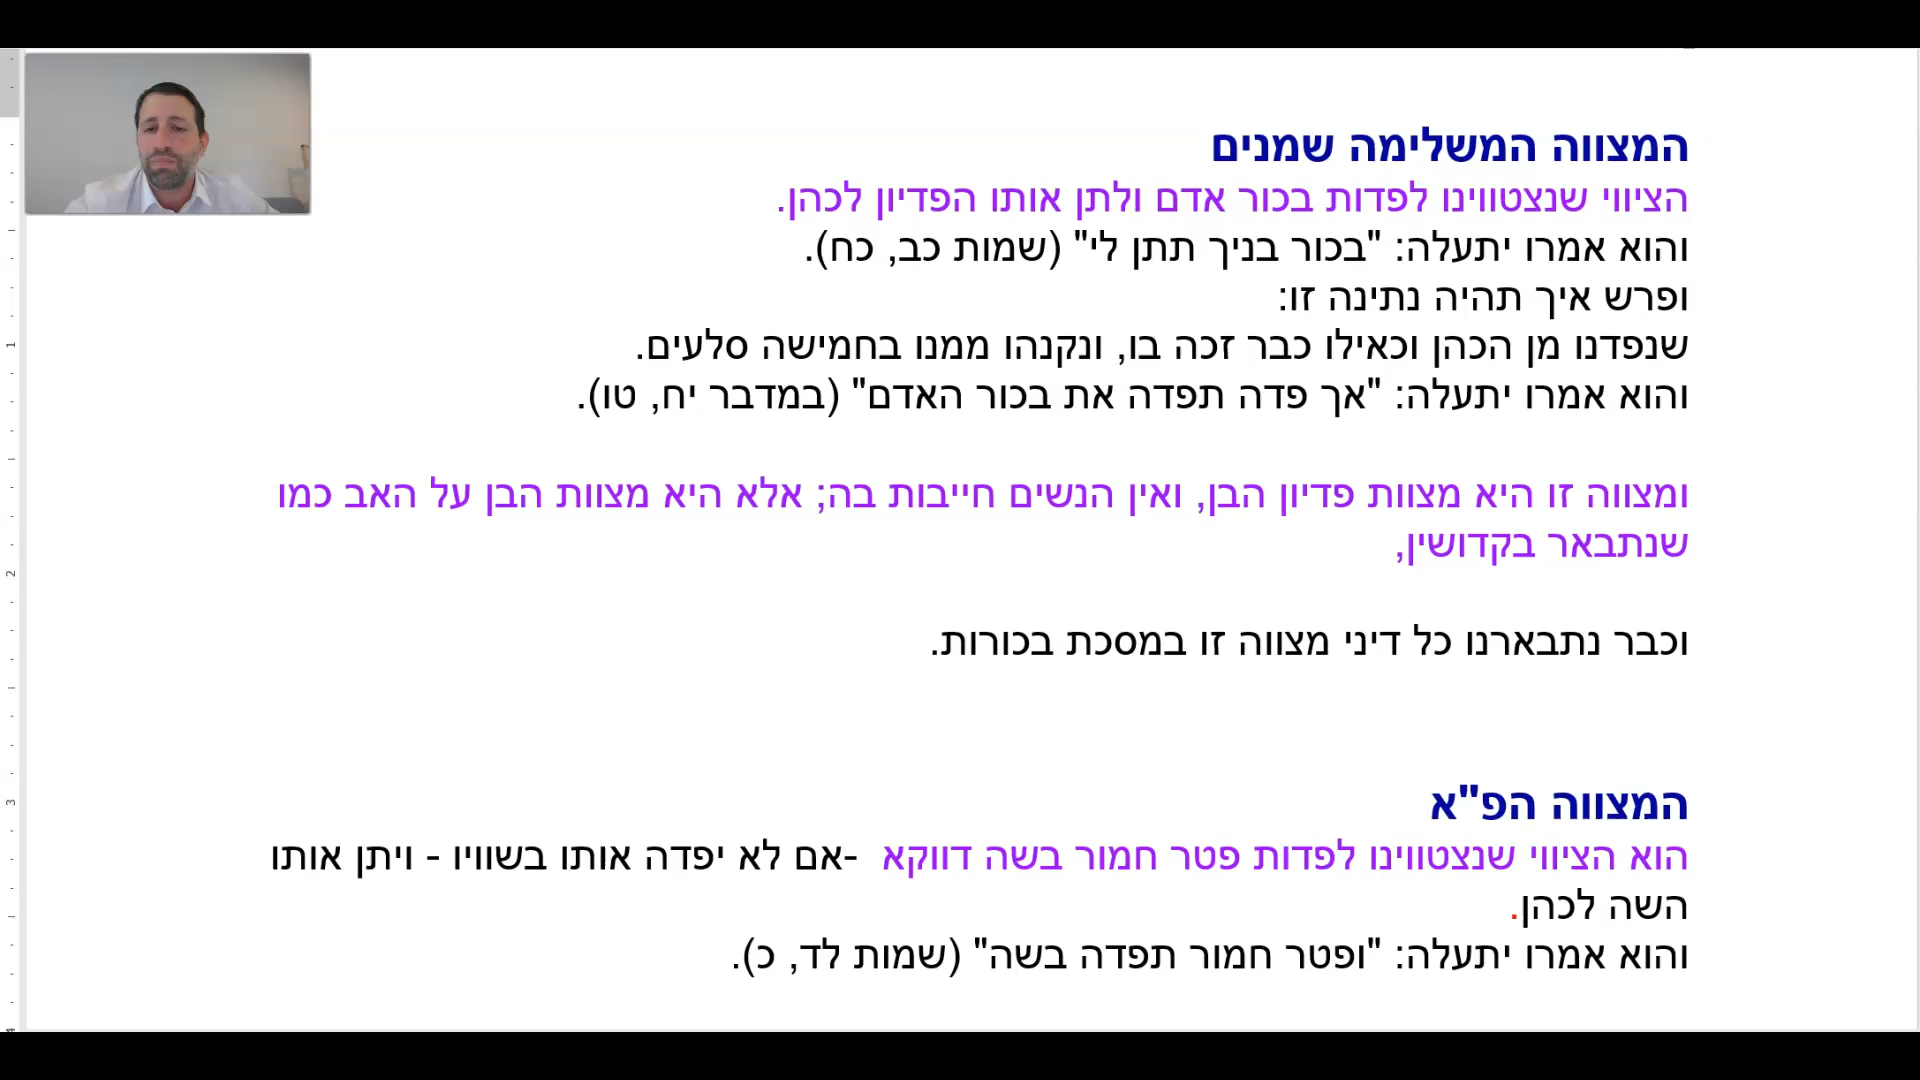 המצווה המשלימה שמנים
הציווי שנצטווינו לפדות בכור אדם ולתן אותו הפדיון לכהן.
והוא אמרו יתעלה: "בכור בניך תתן לי" (שמות כב, כח).
ופרש איך תהיה נתינה זו:
שנפדנו מן הכהן וכאילו כבר זכה בו, ונקנהו ממנו בחמישה סלעים.
והוא אמרו יתעלה: "אך פדה תפדה את בכור האדם" (במדבר יח, טו).
ומצווה זו היא מצוות פדיון הבן, ואין הנשים חייבות בה; אלא היא מצוות הבן על האב כמו
שנתבאר בקדושין,
וכבר נתבארנו כל דיני מצווה זו במסכת בכורות.
המצווה הפ"א
הוא הציווי שנצטווינו לפדות פטר חמור בשה דווקא -אם לא יפדה אותו בשוויו - ויתן אותו
השה לכהן.
והוא אמרו יתעלה: "ופטר חמור תפדה בשה" (שמות לד, כ).
1
2
3